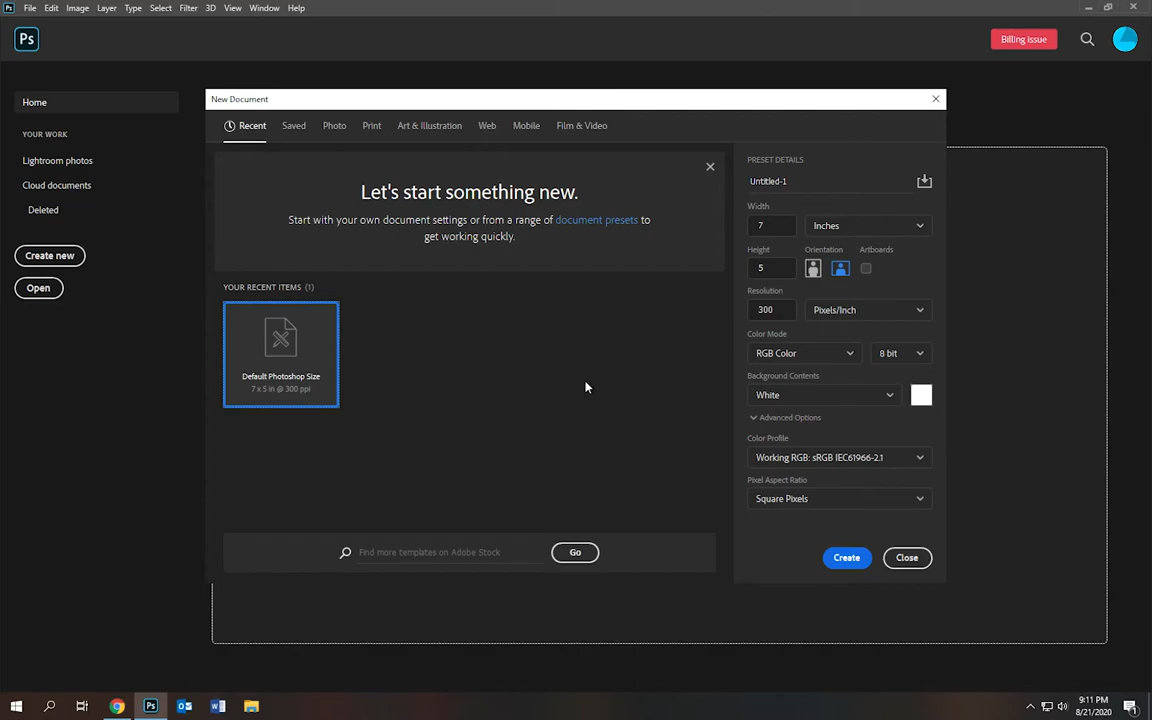 Ps File Edit Image Layer Type Select Filter 3D View Window Help
Ps
Billing issue
New Document
Home
Recent Saved Photo Print Art & Illustration Web Mobile Film & Video
YOUR WORK
Lightroom photos
Cloud documents
Deleted
Create new
Open
Let's start something new.
Start with your own document settings or from a range of document presets to
get working quickly.
YOUR RECENT ITEMS (1)
Default Photoshop Size
7 x 5 in @ 300 ppi
Find more templates on Adobe Stock
Go
PRESET DETAILS
Untitled-1
Width
7 Inches
Height Orientation Artboards
5
Resolution
300 Pixels/Inch
Color Mode
RGB Color 8 bit
Background Contents
White
Advanced Options
Color Profile
Working RGB: sRGB IEC61966-2.1
Pixel Aspect Ratio
Square Pixels
Create Close
Ps
9:11 PM
8/21/2020
1